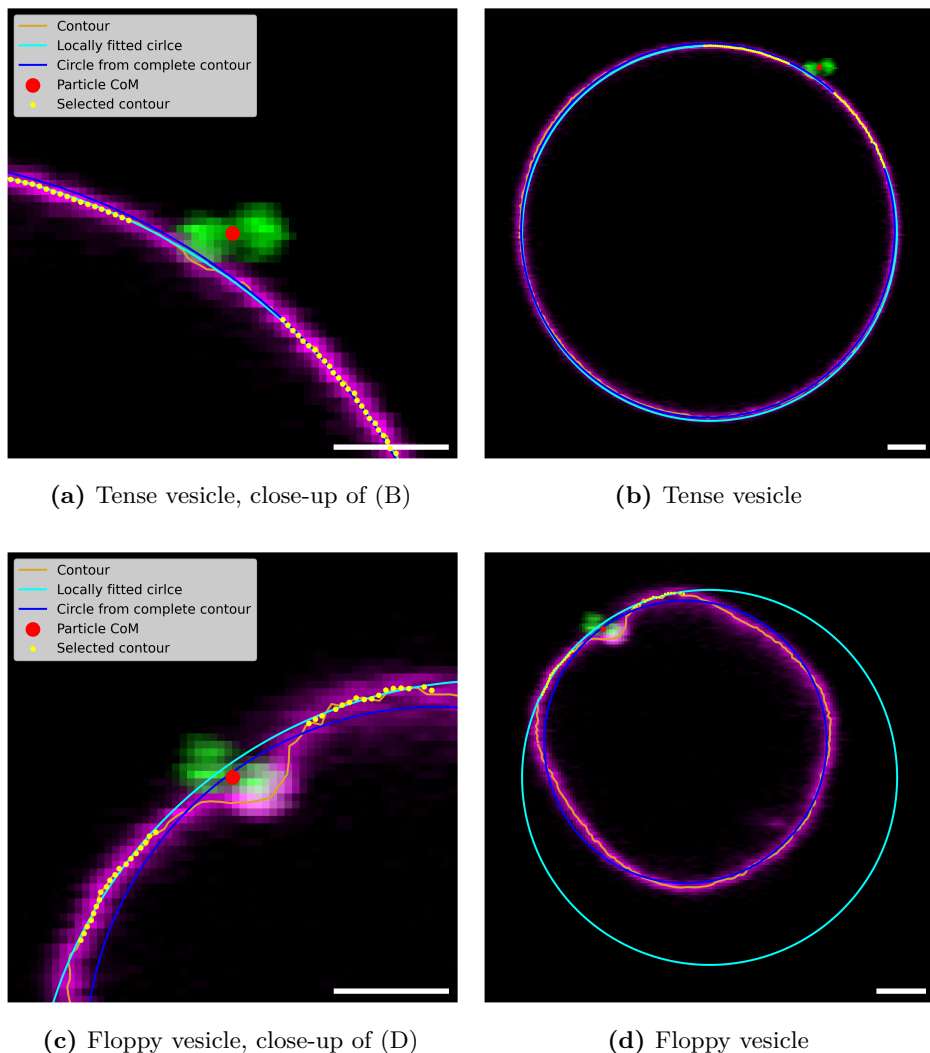 Contour
Locally fitted cirlce
Circle from complete contour
Particle CoM
Selected contour
(a) Tense vesicle, close-up of (B)
(b) Tense vesicle
Contour
Locally fitted cirlce
Circle from complete contour
Particle CoM
Selected contour
(c) Floppy vesicle, close-up of (D)
(d) Floppy vesicle